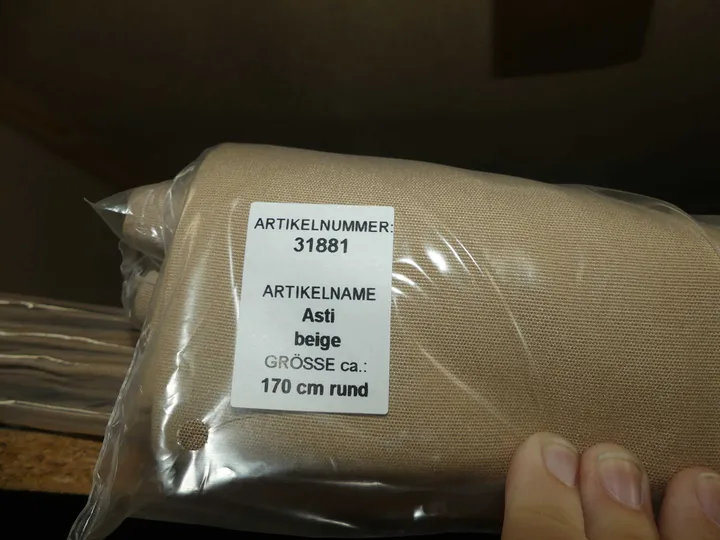 ARTIKELNUMMER:
31881
ARTIKELNAME
Asti
beige
GRÖSSE ca.:
170 cm rund